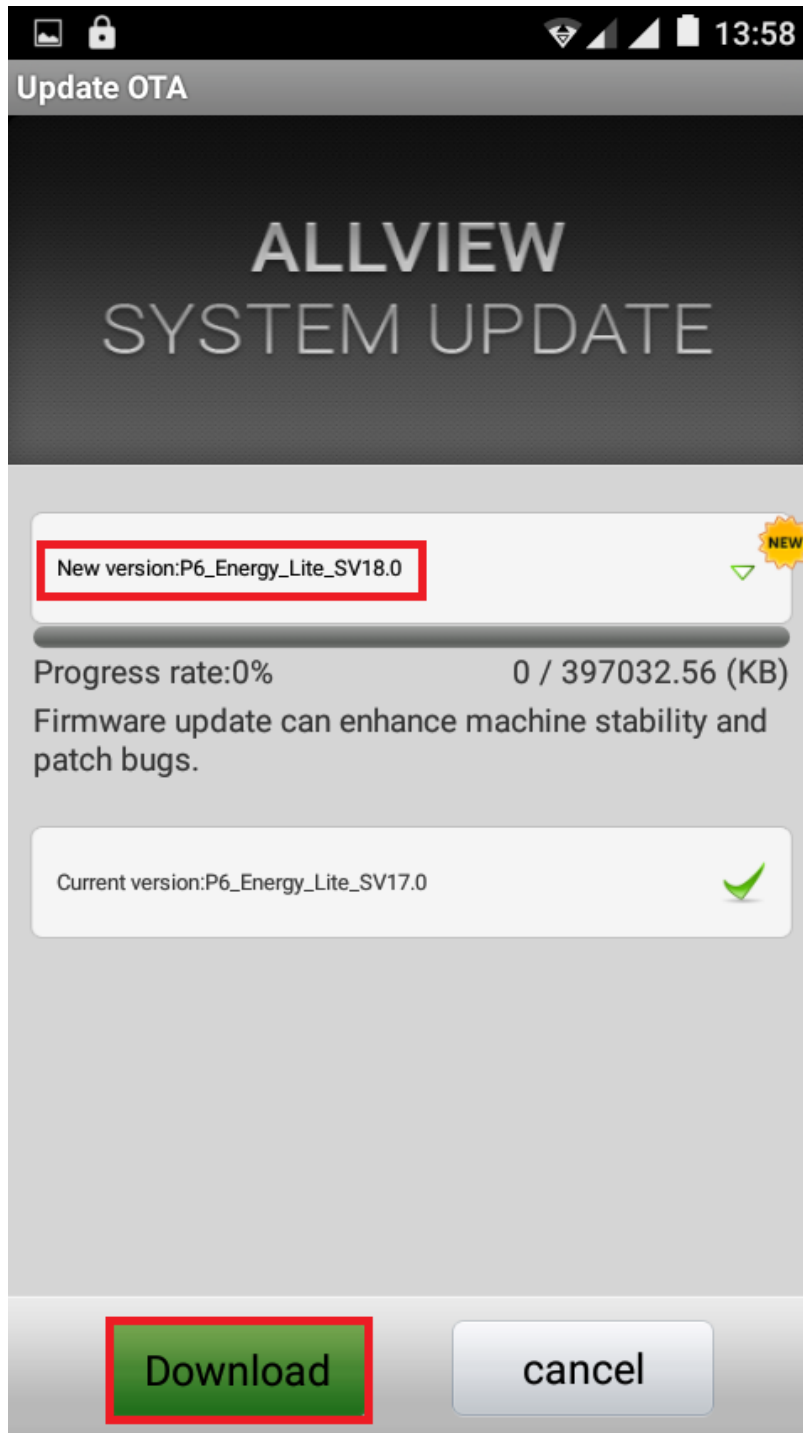 13:58
Update OTA
ALLVIEW
SYSTEM UPDATE
NEW
New version:P6_Energy_Lite_SV18.0
Progress rate:0% 0 / 397032.56 (KB)
Firmware update can enhance machine stability and
patch bugs.
Current version:P6_Energy_Lite_SV17.0
Download cancel